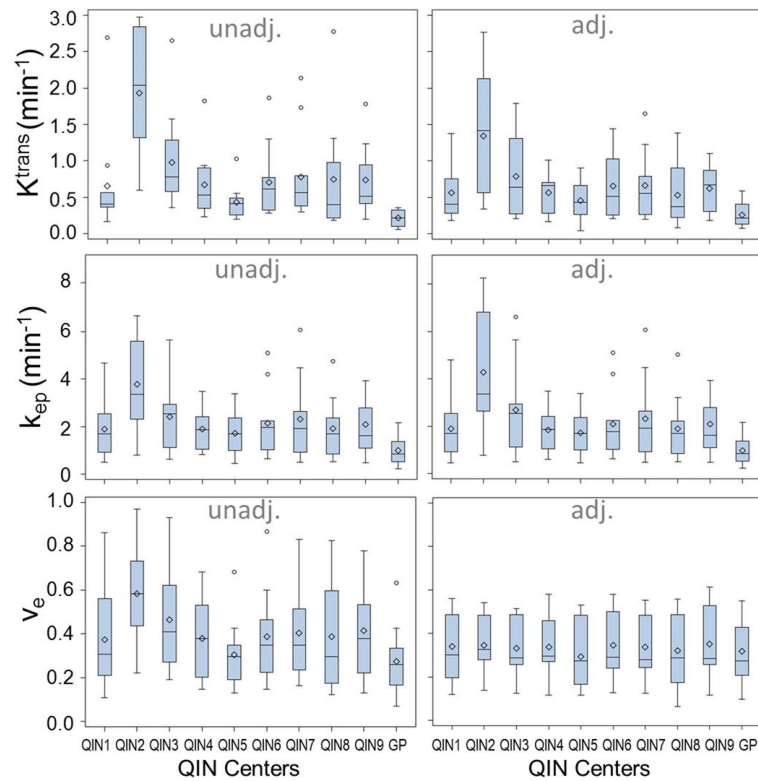 unadj.
adj.
K^trans (min⁻¹)
3.0
2.5
2.0
1.5
1.0
0.5
0.0
unadj.
adj.
k_ep (min⁻¹)
8
6
4
2
0
unadj.
adj.
v_e
1.0
0.8
0.6
0.4
0.2
0.0
QIN1 QIN2 QIN3 QIN4 QIN5 QIN6 QIN7 QIN8 QIN9 GP
QIN1 QIN2 QIN3 QIN4 QIN5 QIN6 QIN7 QIN8 QIN9 GP
QIN Centers
QIN Centers